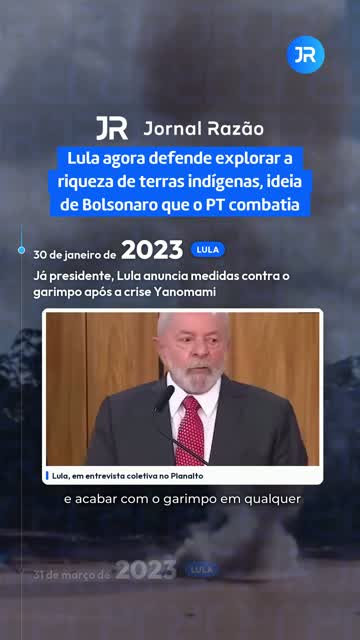 JR
JR Jornal Razão
Lula agora defende explorar a
riqueza de terras indígenas, ideia
de Bolsonaro que o PT combatia
30 de janeiro de 2023 LULA
Já presidente, Lula anuncia medidas contra o
garimpo após a crise Yanomami
Lula, em entrevista coletiva no Planalto
e acabar com o garimpo em qualquer
31 de março de 2023 LULA